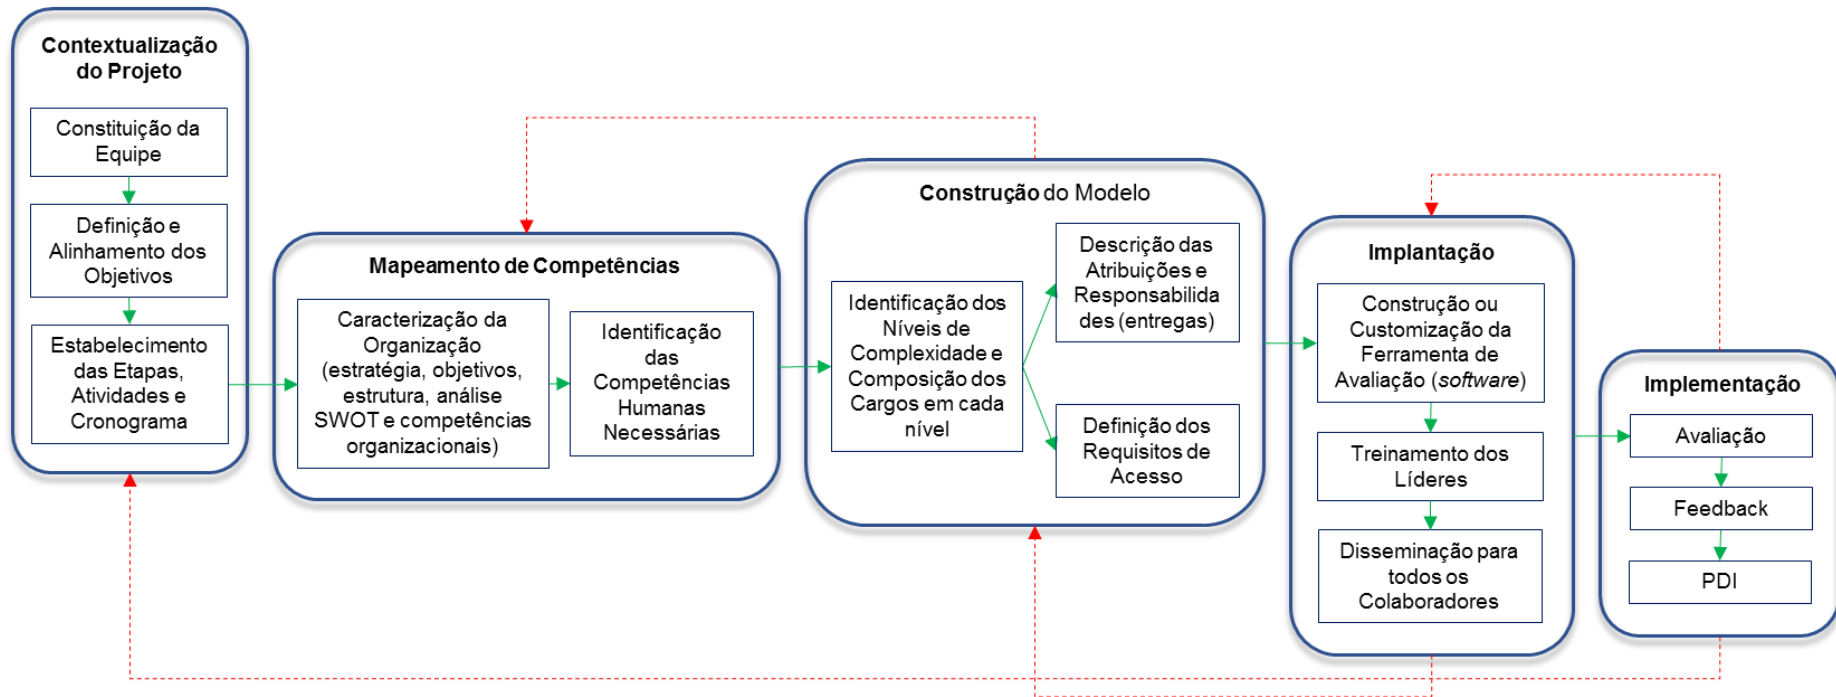 Contextualização
do Projeto
Constituição da
Equipe
Definição e
Alinhamento dos
Objetivos
Estabelecimento
das Etapas,
Atividades e
Cronograma
Mapeamento de Competências
Caracterização da
Organização
(estratégia, objetivos,
estrutura, análise
SWOT e competências
organizacionais)
Identificação
das
Competências
Humanas
Necessárias
Construção do Modelo
Identificação dos
Níveis de
Complexidade e
Composição dos
Cargos em cada
nível
Descrição das
Atribuições e
Responsabilida
des (entregas)
Definição dos
Requisitos de
Acesso
Implantação
Construção ou
Customização da
Ferramenta de
Avaliação (software)
Treinamento dos
Líderes
Disseminação para
todos os
Colaboradores
Implementação
Avaliação
Feedback
PDI